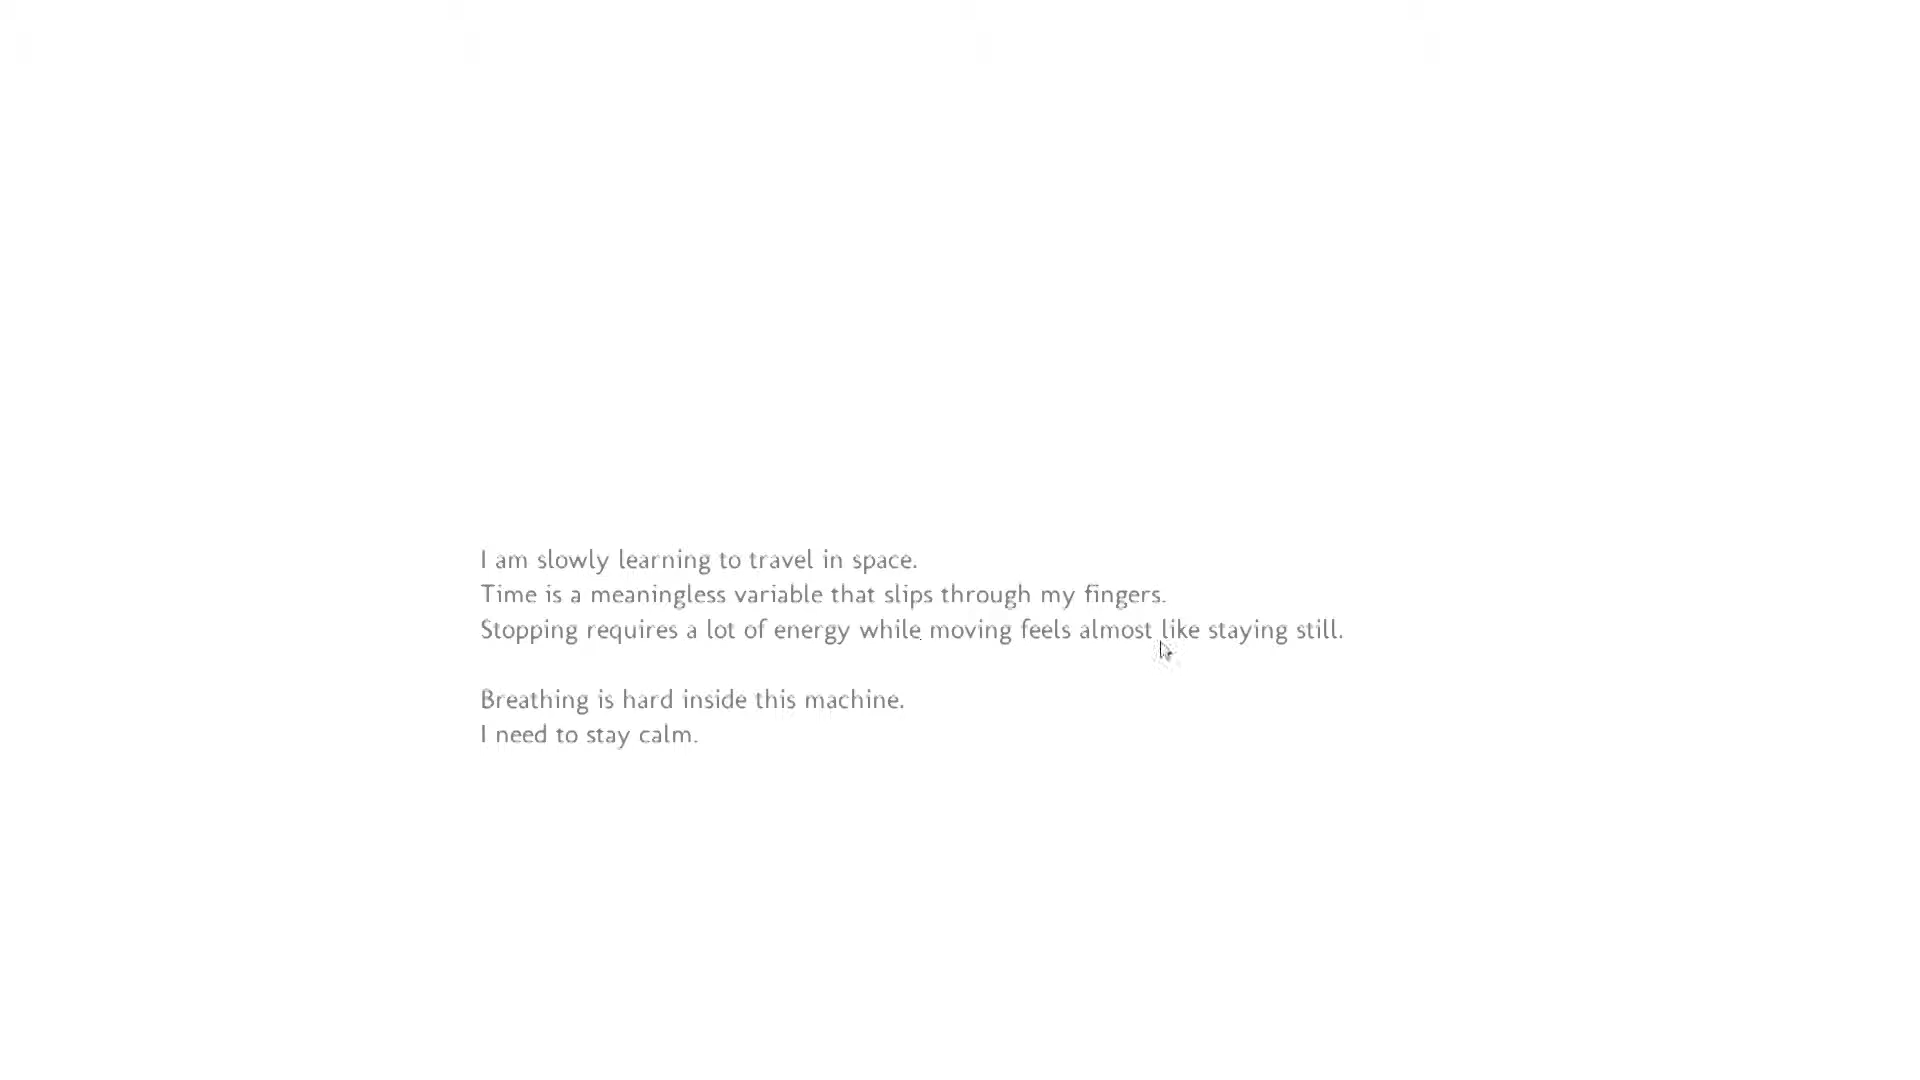 I am slowly learning to travel in space.
Time is a meaningless variable that slips through my fingers.
Stopping requires a lot of energy while moving feels almost like staying still.
Breathing is hard inside this machine.
I need to stay calm.